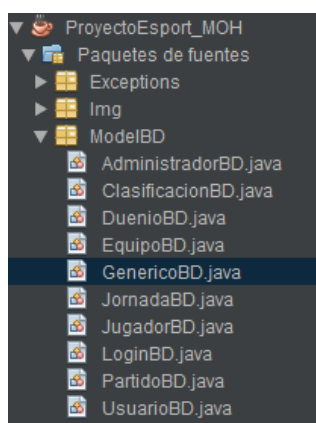 ProyectoEsport_MOH
Paquetes de fuentes
Exceptions
Img
ModelBD
AdministradorBD.java
ClasificacionBD.java
DuenioBD.java
EquipoBD.java
GenericoBD.java
JornadaBD.java
JugadorBD.java
LoginBD.java
PartidoBD.java
UsuarioBD.java